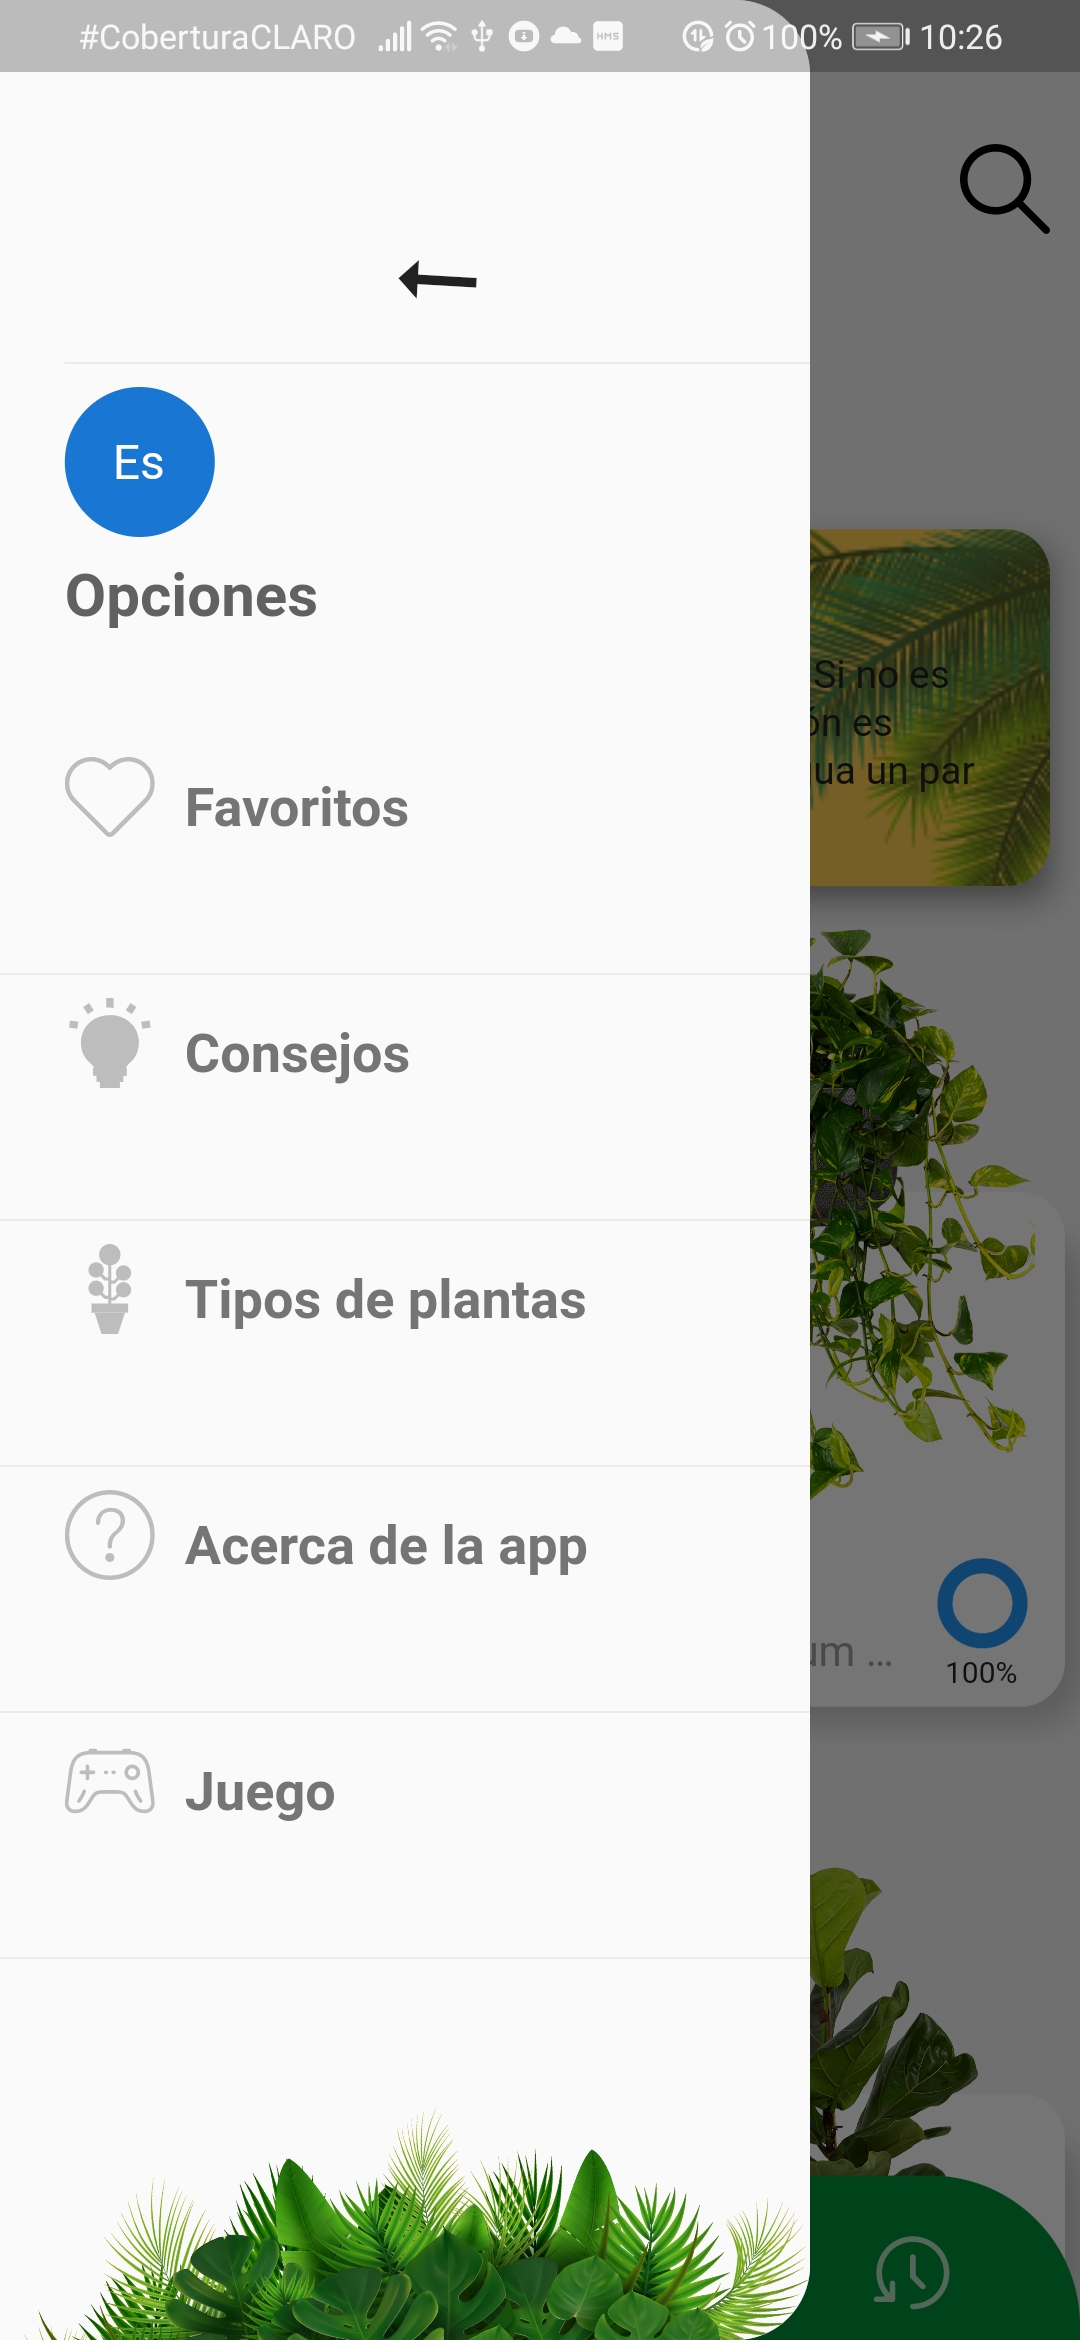 #CoberturaCLARO HMS 100% 10:26
Es
Opciones
Si no es
ón es
ua un par
Favoritos
Consejos
Tipos de plantas
Acerca de la app
um ...
100%
Juego